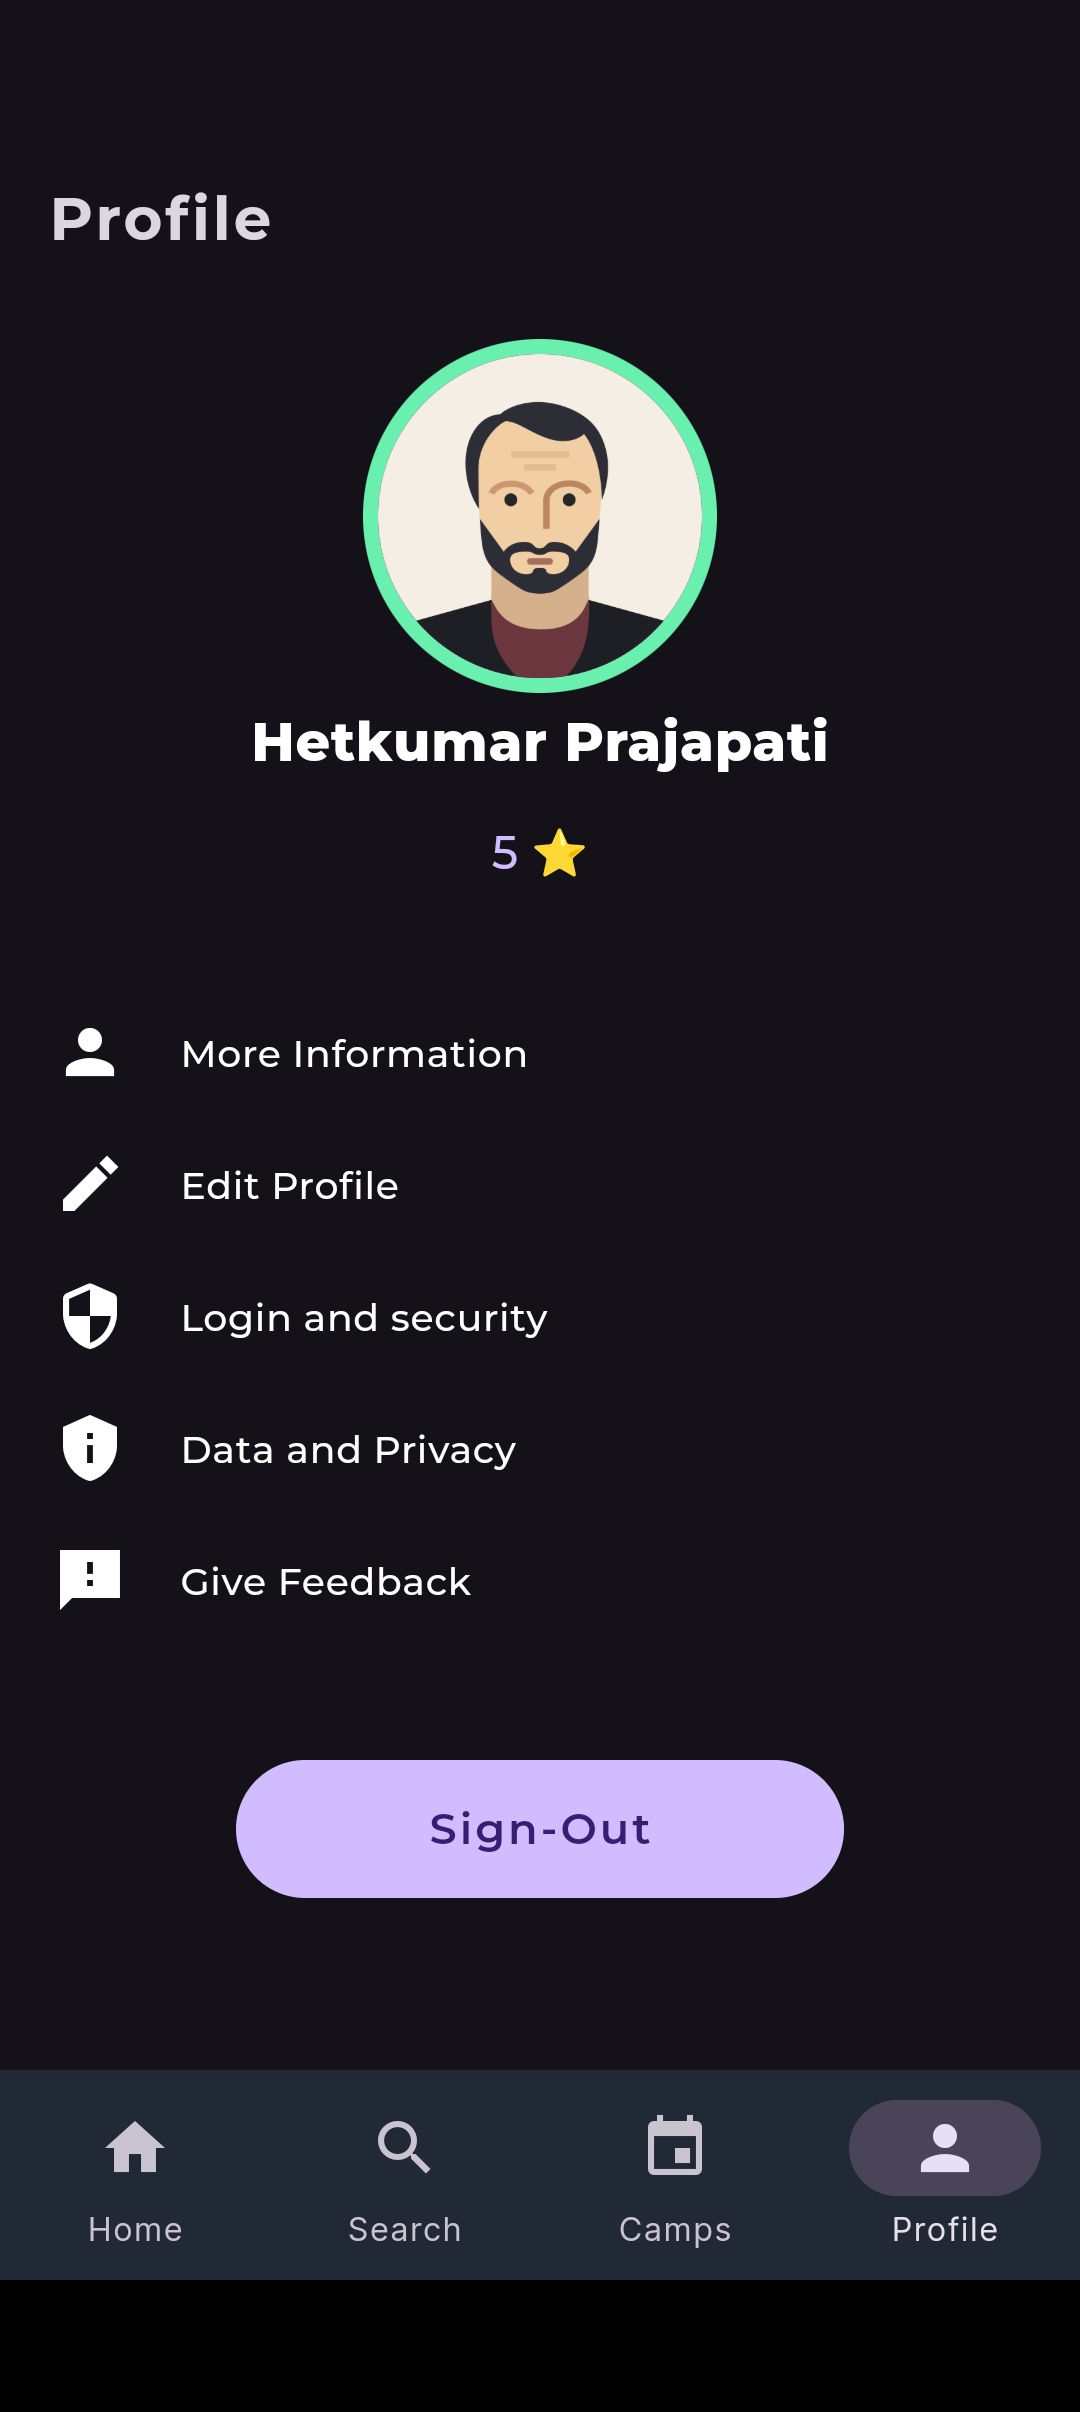 Profile
Hetkumar Prajapati
5 ⭐
More Information
Edit Profile
Login and security
Data and Privacy
Give Feedback
Sign-Out
Home
Search
Camps
Profile